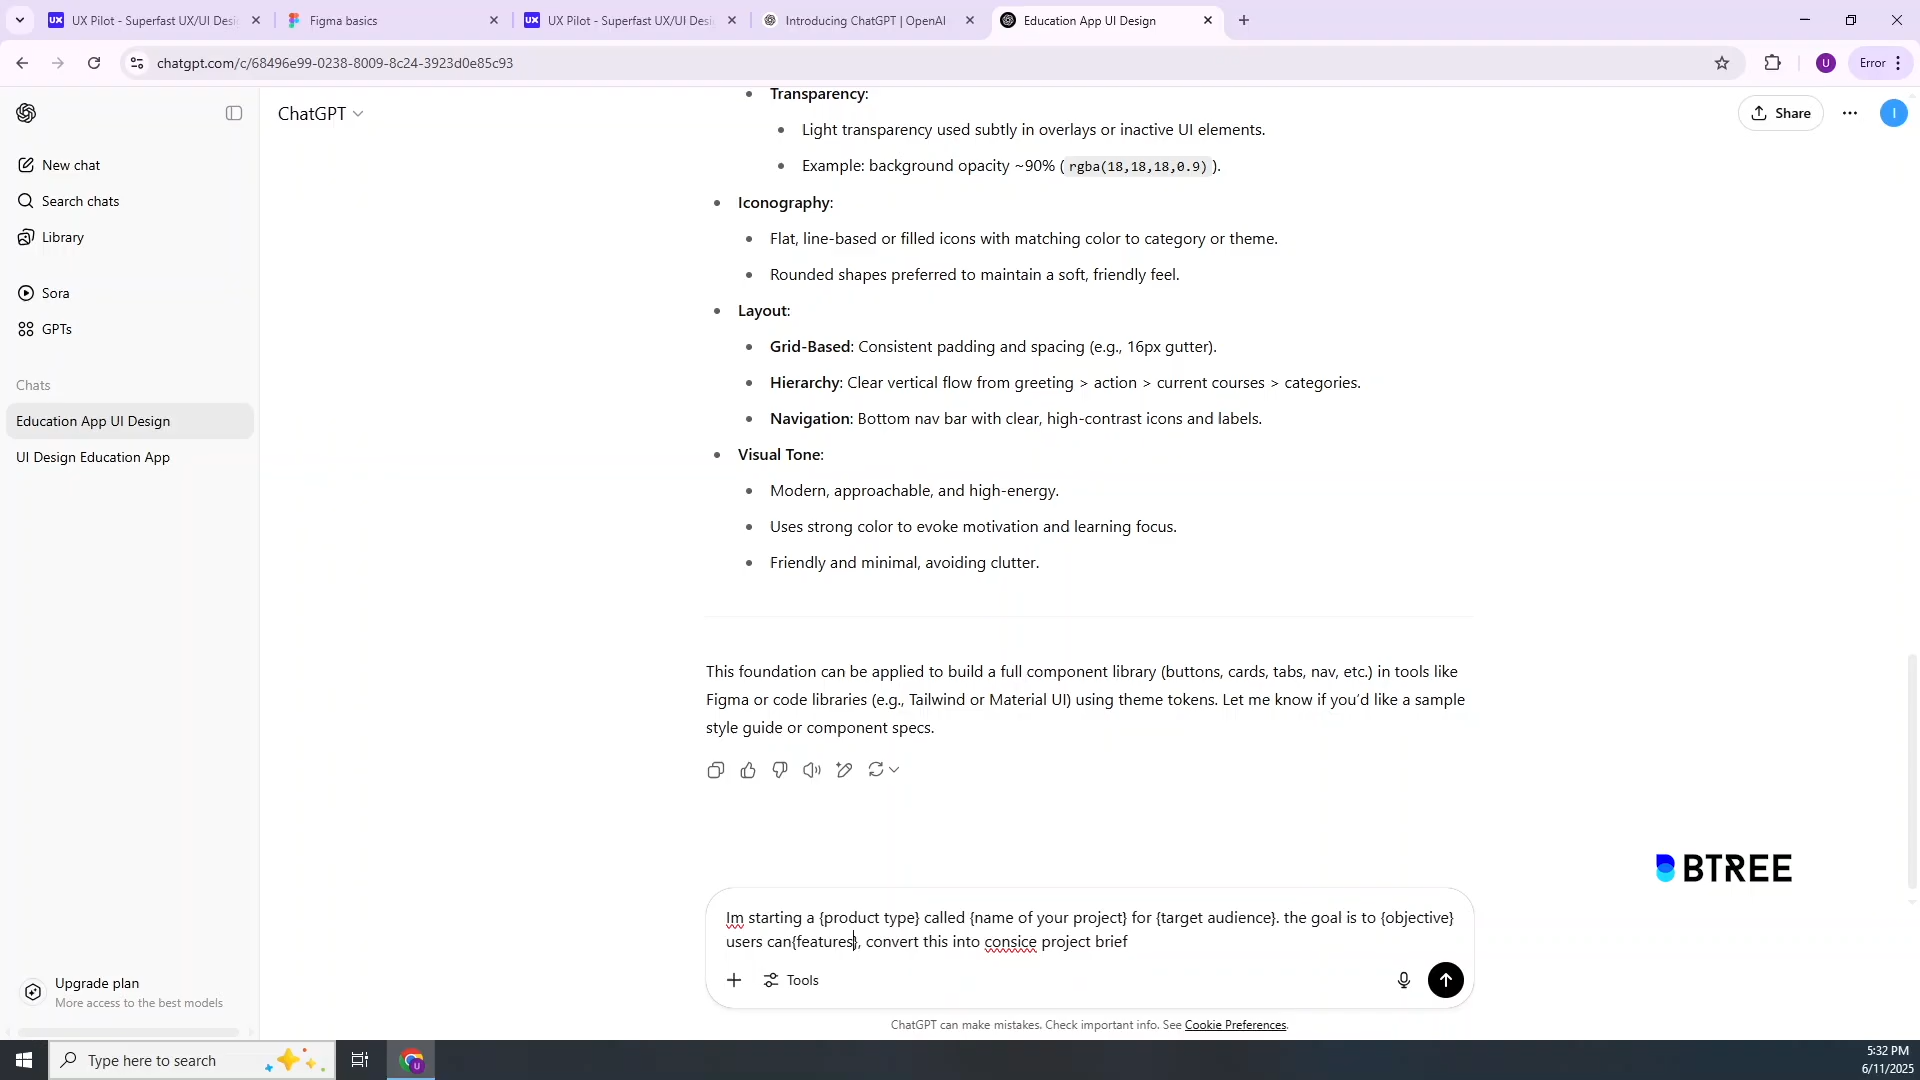 UX Pilot - Superfast UX/UI Desi
Figma basics
UX Pilot - Superfast UX/UI Desi
Introducing ChatGPT | OpenAI
Education App UI Design
chatgpt.com/c/68496e99-0238-8009-8c24-3923d0e85c93
U
Error
ChatGPT
Share
I
New chat
Search chats
Library
Sora
GPTs
Chats
Education App UI Design
UI Design Education App
Transparency:
Light transparency used subtly in overlays or inactive UI elements.
Example: background opacity ~90% (rgba(18,18,18,0.9)).
Iconography:
Flat, line-based or filled icons with matching color to category or theme.
Rounded shapes preferred to maintain a soft, friendly feel.
Layout:
Grid-Based: Consistent padding and spacing (e.g., 16px gutter).
Hierarchy: Clear vertical flow from greeting > action > current courses > categories.
Navigation: Bottom nav bar with clear, high-contrast icons and labels.
Visual Tone:
Modern, approachable, and high-energy.
Uses strong color to evoke motivation and learning focus.
Friendly and minimal, avoiding clutter.
This foundation can be applied to build a full component library (buttons, cards, tabs, nav, etc.) in tools like
Figma or code libraries (e.g., Tailwind or Material UI) using theme tokens. Let me know if you'd like a sample
style guide or component specs.
BTREE
Im starting a {product type} called {name of your project} for {target audience}. the goal is to {objective}
users can{features}, convert this into consice project brief
Tools
ChatGPT can make mistakes. Check important info. See Cookie Preferences.
Upgrade plan
More access to the best models
Type here to search
5:32 PM
6/11/2025